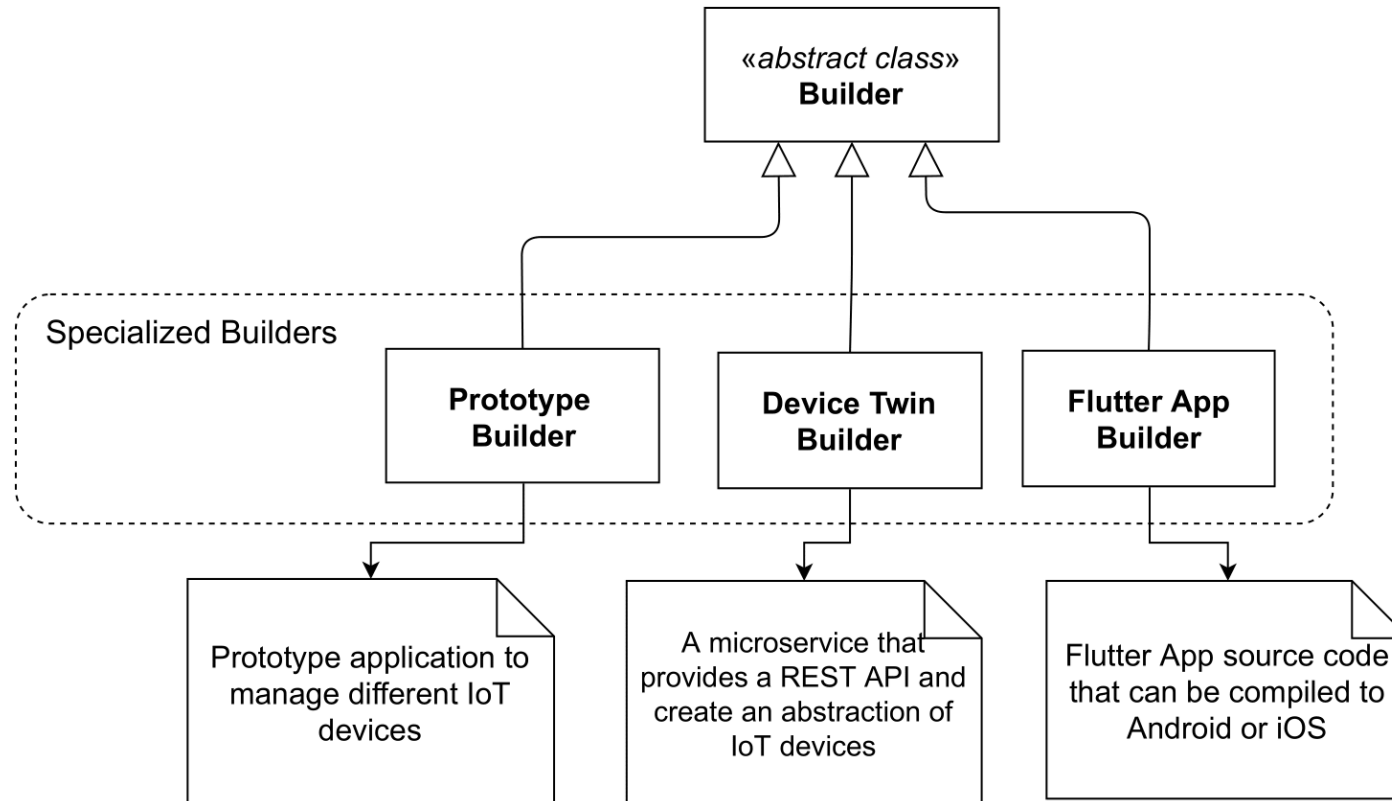 «abstract class»
Builder
Specialized Builders
Prototype
Builder
Device Twin
Builder
Flutter App
Builder
Prototype application to
manage different IoT
devices
A microservice that
provides a REST API and
create an abstraction of
IoT devices
Flutter App source code
that can be compiled to
Android or iOS